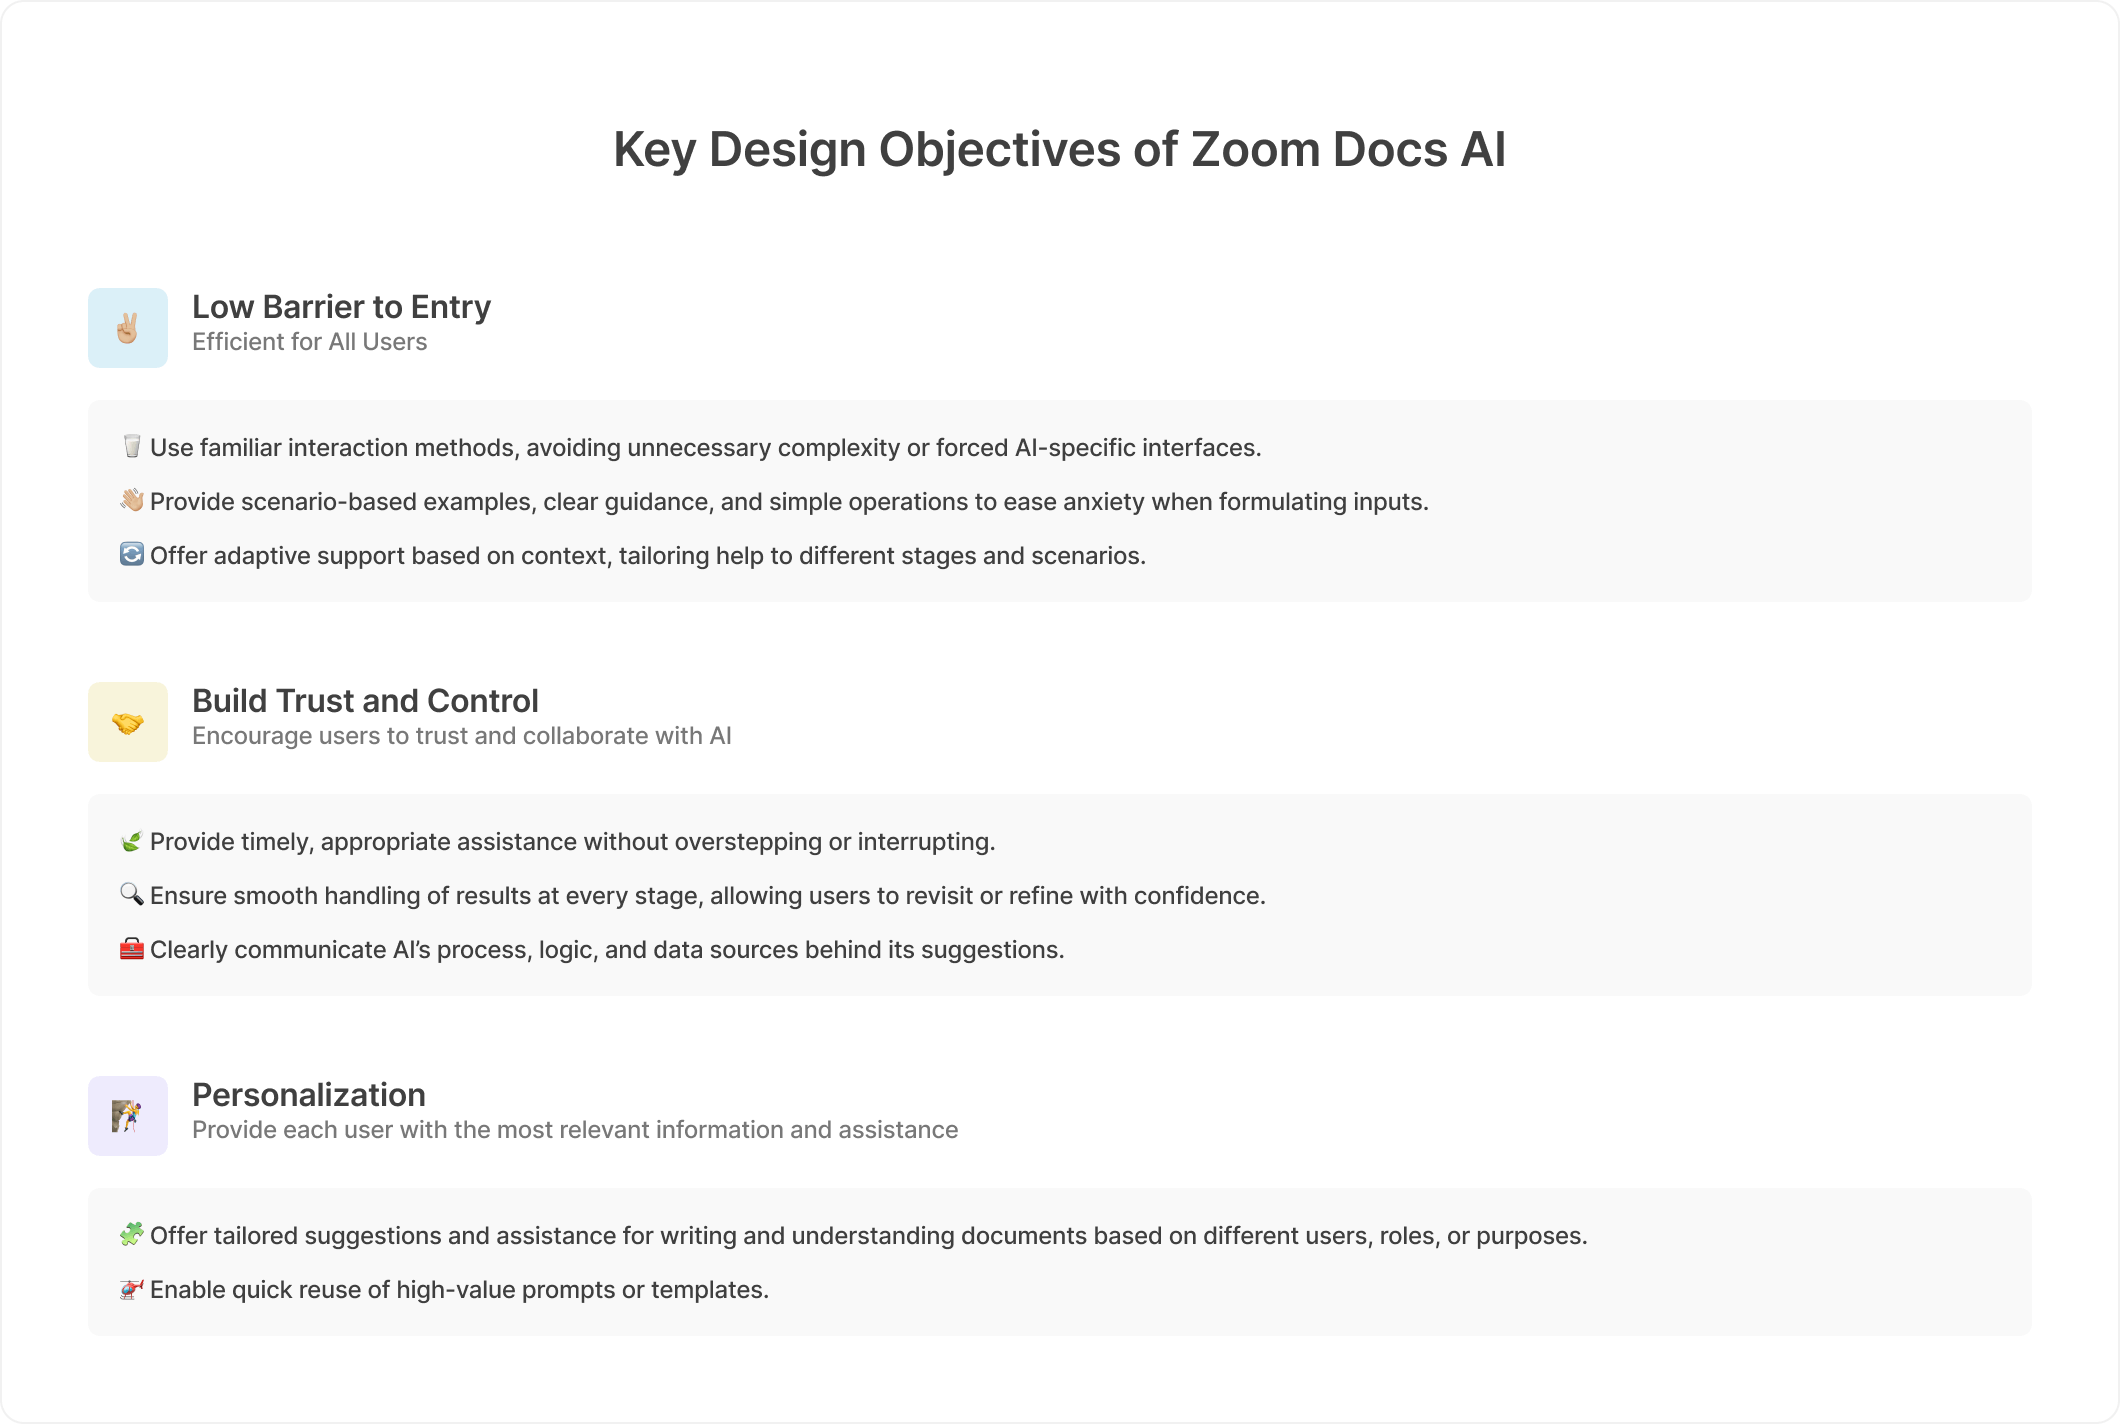 Key Design Objectives of Zoom Docs AI
Low Barrier to Entry
Efficient for All Users
Use familiar interaction methods, avoiding unnecessary complexity or forced AI-specific interfaces.
Provide scenario-based examples, clear guidance, and simple operations to ease anxiety when formulating inputs.
Offer adaptive support based on context, tailoring help to different stages and scenarios.
Build Trust and Control
Encourage users to trust and collaborate with AI
Provide timely, appropriate assistance without overstepping or interrupting.
Ensure smooth handling of results at every stage, allowing users to revisit or refine with confidence.
Clearly communicate AI’s process, logic, and data sources behind its suggestions.
Personalization
Provide each user with the most relevant information and assistance
Offer tailored suggestions and assistance for writing and understanding documents based on different users, roles, or purposes.
Enable quick reuse of high-value prompts or templates.